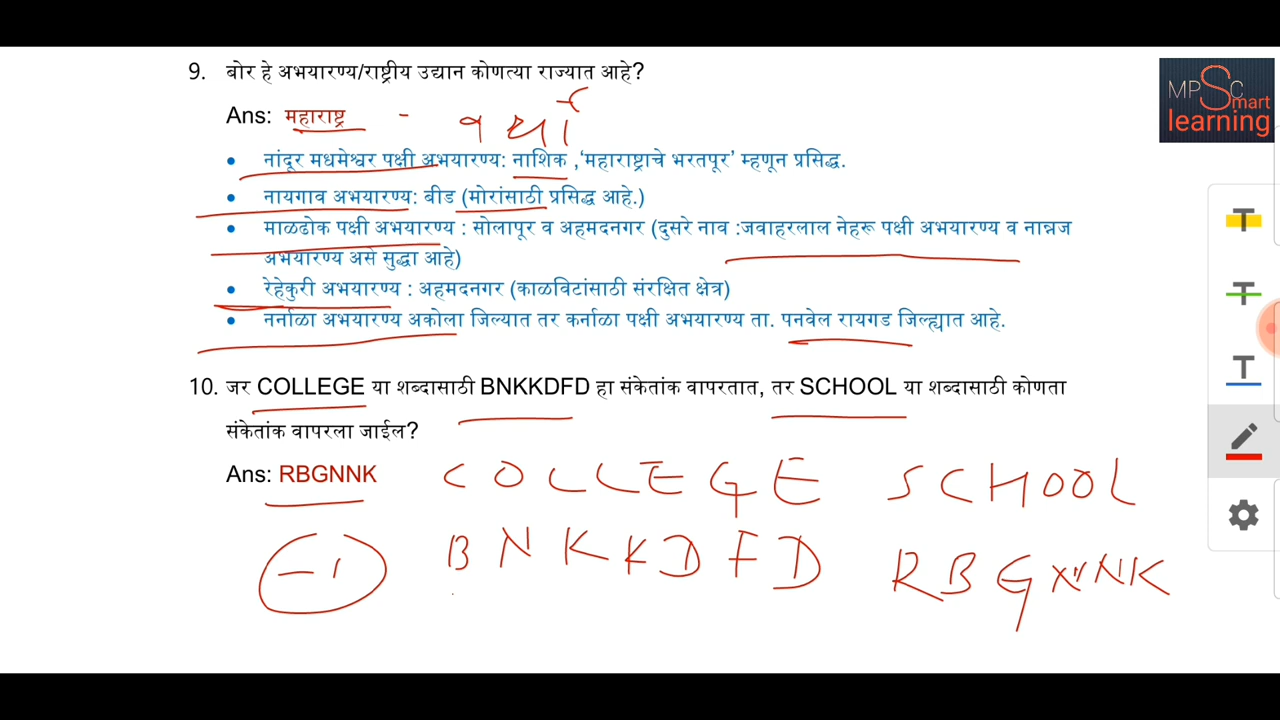 MPSC
Smart
learning
9. बोर हे अभयारण्य/राष्ट्रीय उद्यान कोणत्या राज्यात आहे?
Ans: महाराष्ट्र - वर्धा
• नांदूर मधमेश्वर पक्षी अभयारण्य: नाशिक ,‘महाराष्ट्राचे भरतपूर’ म्हणून प्रसिद्ध.
• नायगाव अभयारण्य: बीड (मोरांसाठी प्रसिद्ध आहे.)
• माळढोक पक्षी अभयारण्य : सोलापूर व अहमदनगर (दुसरे नाव :जवाहरलाल नेहरू पक्षी अभयारण्य व नान्नज
अभयारण्य असे सुद्धा आहे)
• रेहेकुरी अभयारण्य : अहमदनगर (काळविटांसाठी संरक्षित क्षेत्र)
• नर्नाळा अभयारण्य अकोला जिल्यात तर कर्नाळा पक्षी अभयारण्य ता. पनवेल रायगड जिल्ह्यात आहे.
10. जर COLLEGE या शब्दासाठी BNKKDFD हा संकेतांक वापरतात, तर SCHOOL या शब्दासाठी कोणता
संकेतांक वापरला जाईल?
Ans: RBGNNK
COLLEGE SCHOOL
-1 BNKKDFD RBGNNK
T
T
T